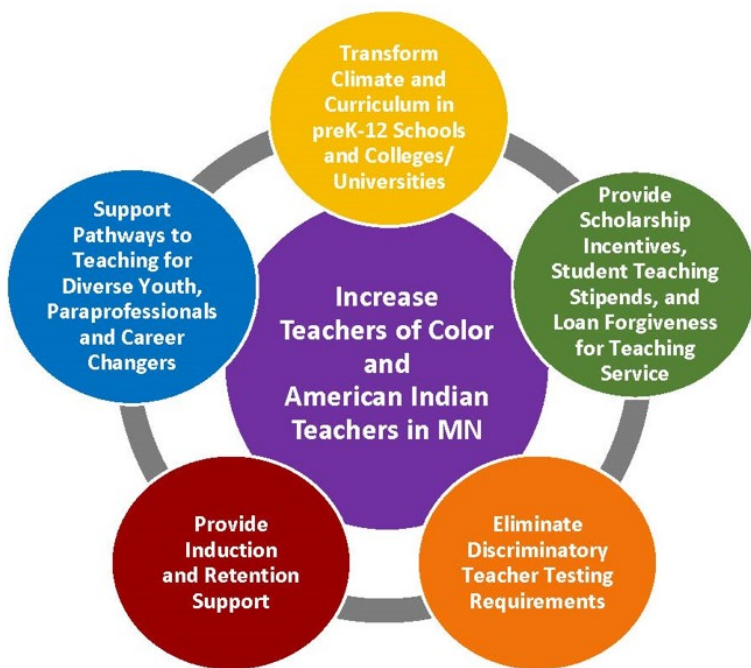 Transform
Climate and
Curriculum in
preK-12 Schools
and Colleges/
Universities
Provide
Scholarship
Incentives,
Student Teaching
Stipends, and
Loan Forgiveness
for Teaching
Service
Eliminate
Discriminatory
Teacher Testing
Requirements
Provide
Induction
and Retention
Support
Support
Pathways to
Teaching for
Diverse Youth,
Paraprofessionals
and Career
Changers
Increase
Teachers of Color
and
American Indian
Teachers in MN